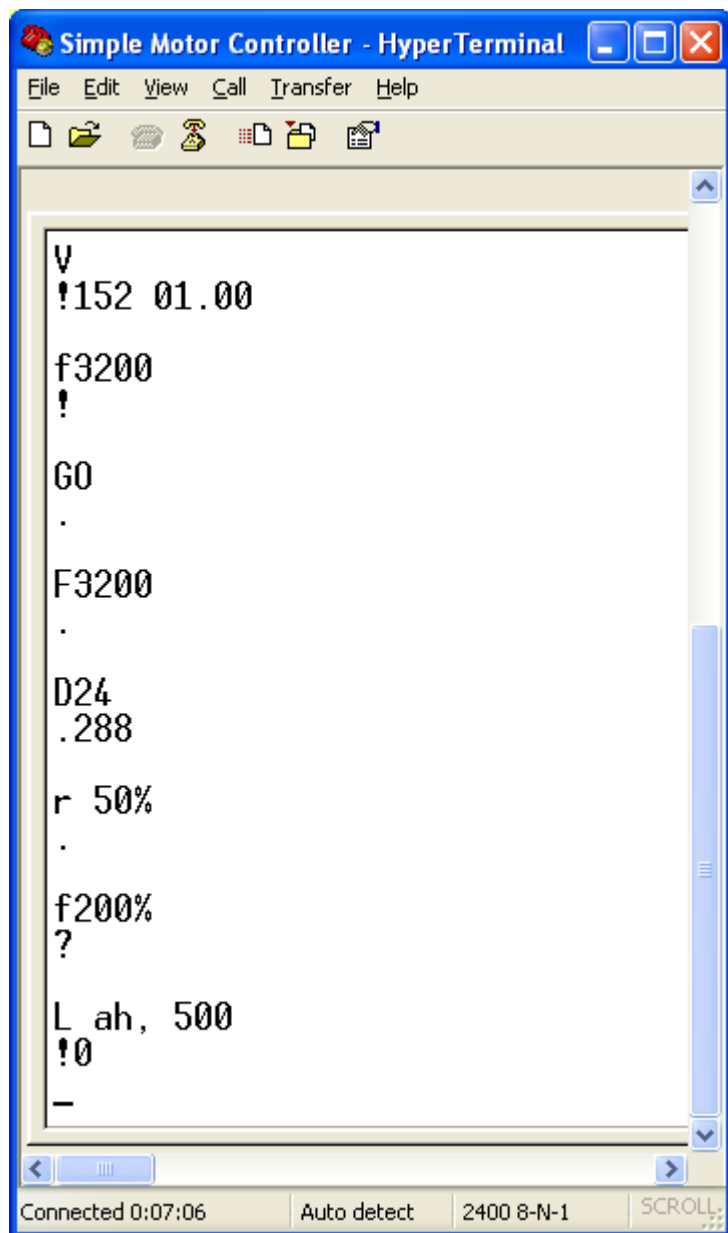 Simple Motor Controller - HyperTerminal
File Edit View Call Transfer Help
V
!152 01.00
f3200
!
GO
.
F3200
.
D24
.288
r 50%
.
f200%
?
L ah, 500
!0
_
Connected 0:07:06 Auto detect 2400 8-N-1 SCROLL